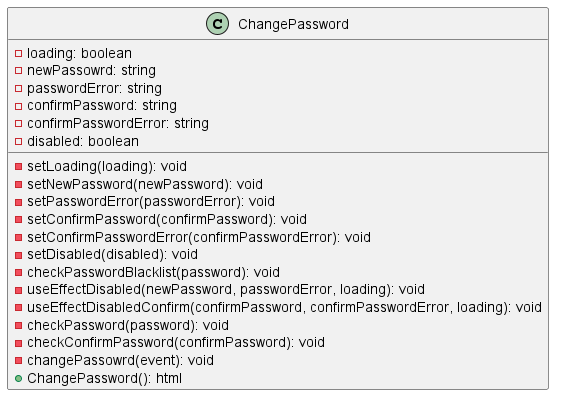 C ChangePassword
loading: boolean
newPassowrd: string
passwordError: string
confirmPassword: string
confirmPasswordError: string
disabled: boolean
setLoading(loading): void
setNewPassword(newPassword): void
setPasswordError(passwordError): void
setConfirmPassword(confirmPassword): void
setConfirmPasswordError(confirmPasswordError): void
setDisabled(disabled): void
checkPasswordBlacklist(password): void
useEffectDisabled(newPassword, passwordError, loading): void
useEffectDisabledConfirm(confirmPassword, confirmPasswordError, loading): void
checkPassword(password): void
checkConfirmPassword(confirmPassword): void
changePassowrd(event): void
ChangePassword(): html